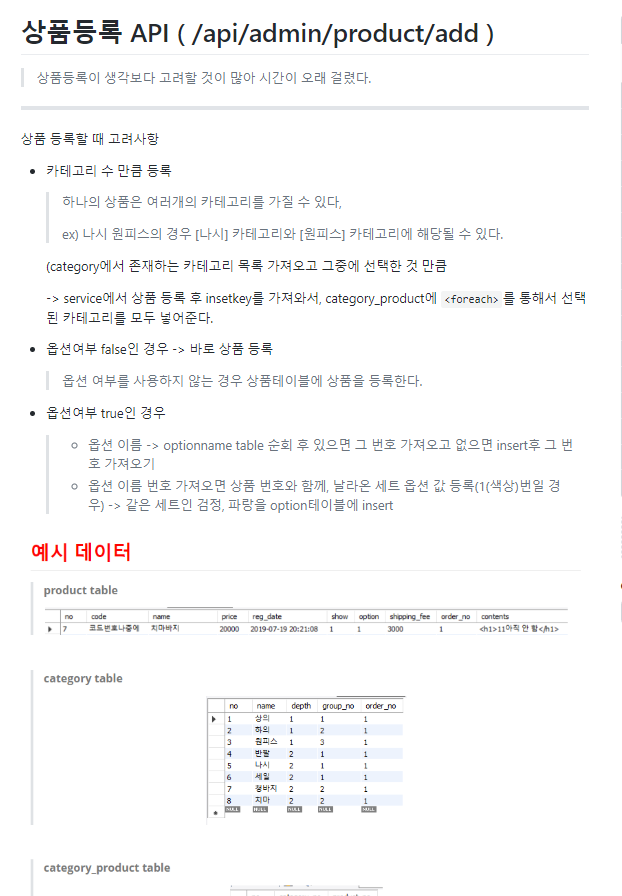 상품등록 API ( /api/admin/product/add )
상품등록이 생각보다 고려할 것이 많아 시간이 오래 걸렸다.
상품 등록할 때 고려사항
카테고리 수 만큼 등록
하나의 상품은 여러개의 카테고리를 가질 수 있다,
ex) 나시 원피스의 경우 [나시] 카테고리와 [원피스] 카테고리에 해당될 수 있다.
(category에서 존재하는 카테고리 목록 가져오고 그중에 선택한 것 만큼
-> service에서 상품 등록 후 insetkey를 가져와서, category_product에 <foreach> 를 통해서 선택
된 카테고리를 모두 넣어준다.
옵션여부 false인 경우 -> 바로 상품 등록
옵션 여부를 사용하지 않는 경우 상품테이블에 상품을 등록한다.
옵션여부 true인 경우
옵션 이름 -> optionname table 순회 후 있으면 그 번호 가져오고 없으면 insert후 그 번
호 가져오기
옵션 이름 번호 가져오면 상품 번호와 함께, 날라온 세트 옵션 값 등록(1(색상)번일 경
우) -> 같은 세트인 검정, 파랑을 option테이블에 insert
예시 데이터
product table
no code name price reg_date show option shipping_fee order_no contents
7 코드번호나중에 치마바지 20000 2019-07-19 20:21:08 1 1 3000 1 <h1>11아직 안 함</h1>
category table
no name depth group_no order_no
1 상의 1 1 1
2 하의 1 2 1
3 원피스 1 3 1
4 반팔 2 1 1
5 나시 2 1 1
6 세일 2 1 1
7 청바지 2 2 1
8 치마 2 2 1
NULL NULL NULL NULL NULL
category_product table